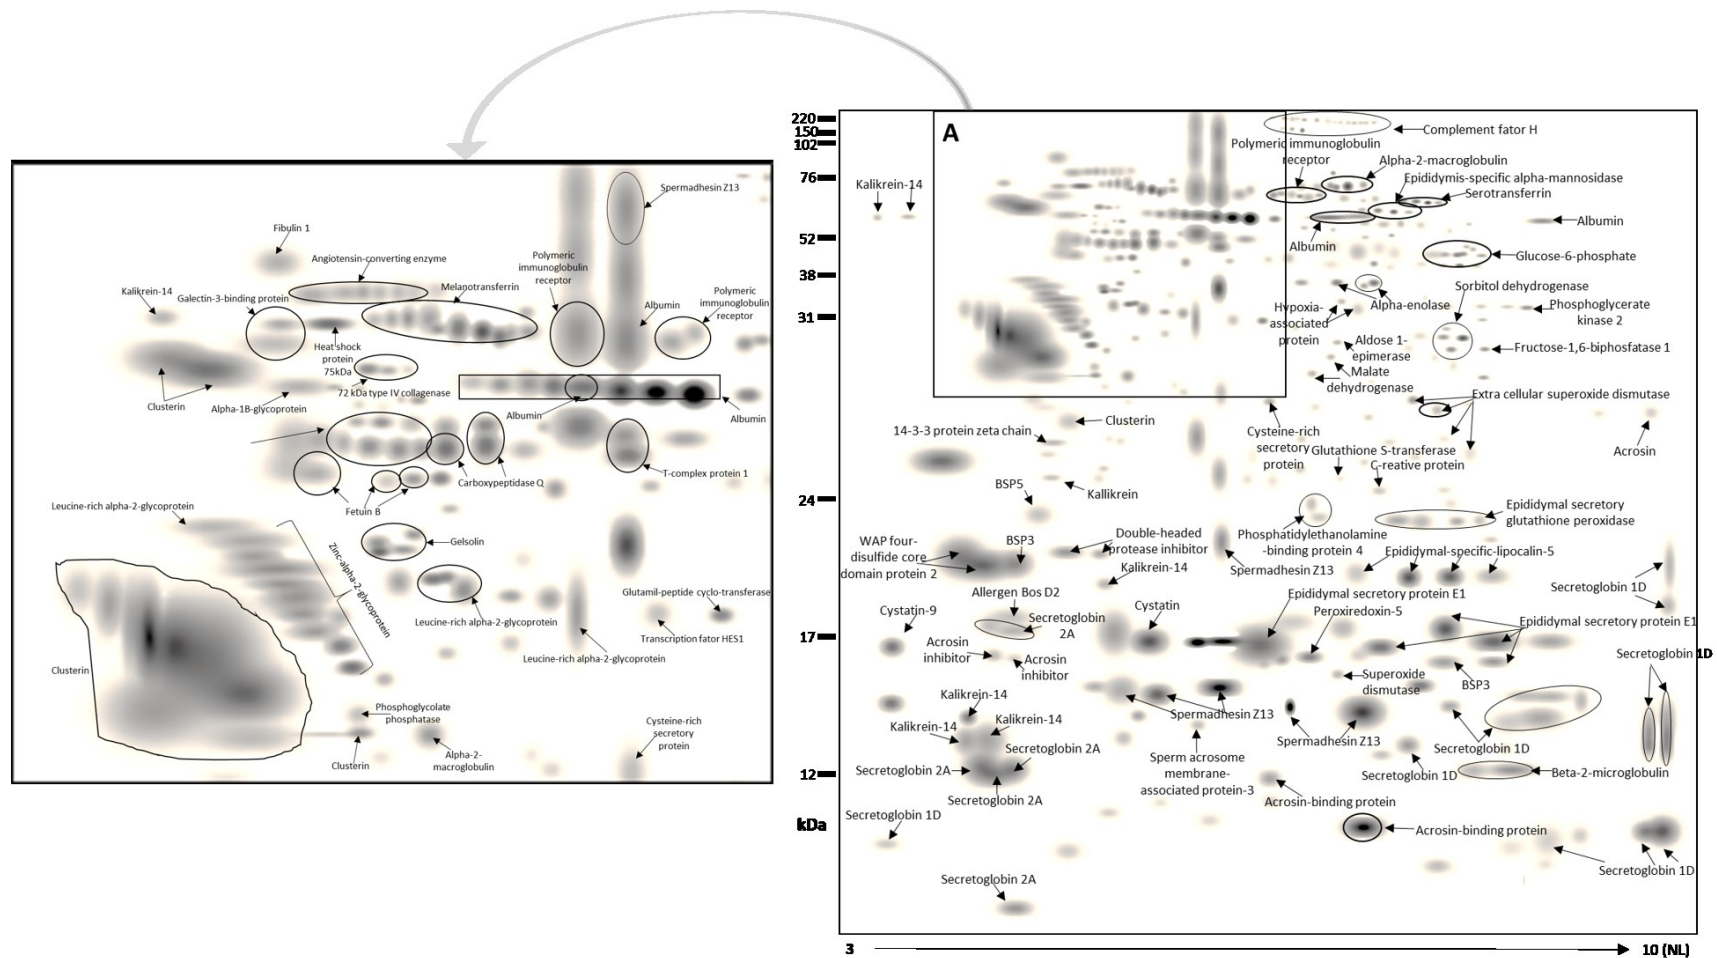 Spermadhesin Z13
Fibulin 1
Angiotensin-converting enzyme
Polymeric
immunoglobulin
receptor
Kalikrein-14
Galectin-3-binding protein
Melanotransferrin
Albumin
Polymeric
immunoglobulin
receptor
Heat shock
protein
75kDa
72 kDa type IV collagenase
Clusterin
Alpha-1B-glycoprotein
Albumin
Albumin
T-complex protein 1
Carboxypeptidase Q
Fetuin B
Leucine-rich alpha-2-glycoprotein
Gelsolin
Zinc-alpha-2-glycoprotein
Leucine-rich alpha-2-glycoprotein
Glutamil-peptide cyclo-transferase
Transcription fator HES1
Leucine-rich alpha-2-glycoprotein
Clusterin
Phosphoglycolate
phosphatase
Clusterin
Alpha-2-
macroglobulin
Cysteine-rich
secretory
protein
220
150
102
76
52
38
31
24
17
12
kDa
A
Complement fator H
Polymeric immunoglobulin
receptor
Alpha-2-macroglobulin
Epididymis-specific alpha-mannosidase
Serotransferrin
Kalikrein-14
Albumin
Albumin
Glucose-6-phosphate
Sorbitol dehydrogenase
Alpha-enolase
Phosphoglycerate
kinase 2
Hypoxia-
associated
protein
Aldose 1-
epimerase
Fructose-1,6-biphosfatase 1
Malate
dehydrogenase
Extra cellular superoxide dismutase
Clusterin
14-3-3 protein zeta chain
Cysteine-rich
secretory
protein
Glutathione S-transferase
C-reative protein
Acrosin
BSP5
Kallikrein
Epididymal secretory
glutathione peroxidase
WAP four-
disulfide core
domain protein 2
BSP3
Double-headed
protease inhibitor
Kalikrein-14
Phosphatidylethanolamine
-binding protein 4
Spermadhesin Z13
Epididymal-specific-lipocalin-5
Secretoglobin 1D
Allergen Bos D2
Secretoglobin
2A
Cystatin-9
Cystatin
Epididymal secretory protein E1
Peroxiredoxin-5
Epididymal secretory protein E1
Acrosin
inhibitor
Acrosin
inhibitor
Secretoglobin 1D
Superoxide
dismutase
BSP3
Kalikrein-14
Kalikrein-14
Kalikrein-14
Spermadhesin Z13
Spermadhesin Z13
Secretoglobin 1D
Secretoglobin 2A
Secretoglobin 2A
Secretoglobin 2A
Sperm acrosome
membrane-
associated protein-3
Secretoglobin 1D
Beta-2-microglobulin
Acrosin-binding protein
Secretoglobin 1D
Acrosin-binding protein
Secretoglobin 1D
Secretoglobin 2A
3
10 (NL)